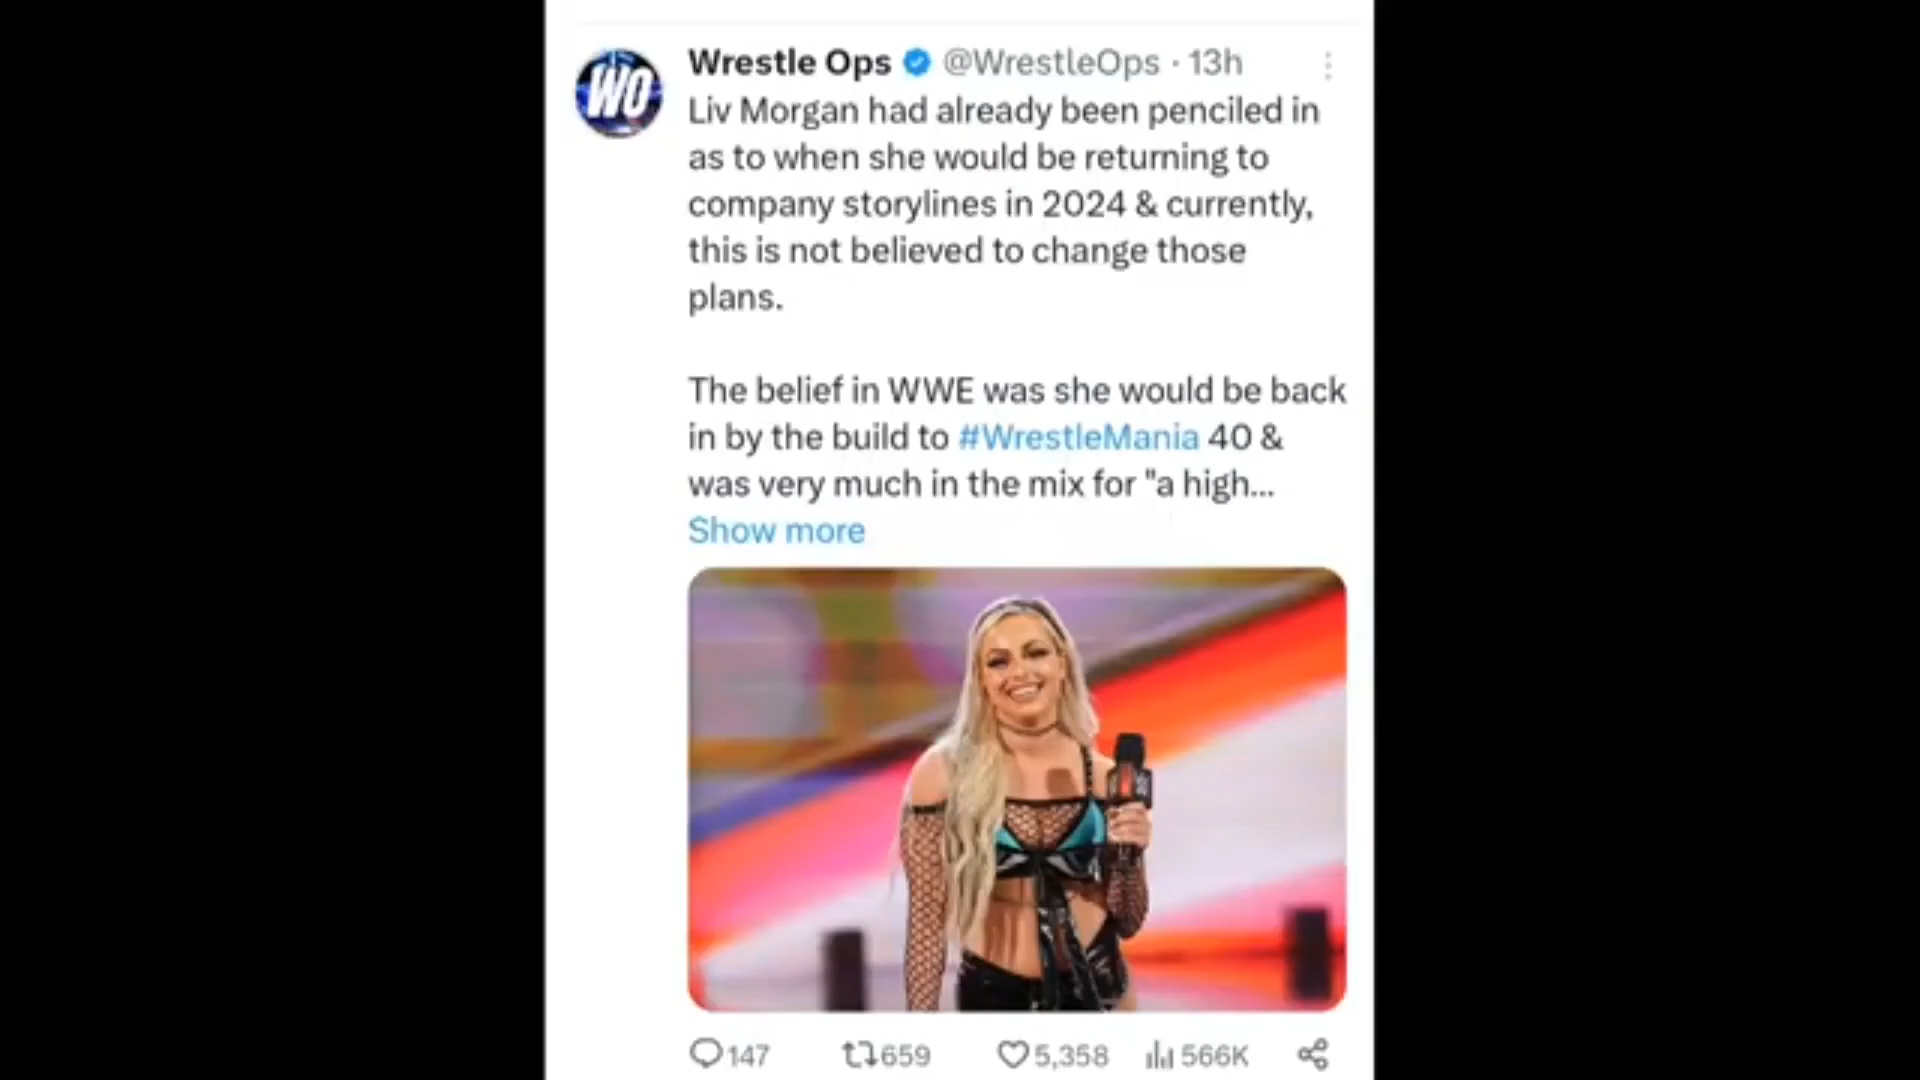 WO
Wrestle Ops @WrestleOps · 13h
Liv Morgan had already been penciled in
as to when she would be returning to
company storylines in 2024 & currently,
this is not believed to change those
plans.
The belief in WWE was she would be back
in by the build to #WrestleMania 40 &
was very much in the mix for "a high...
Show more
147 659 5,358 566K